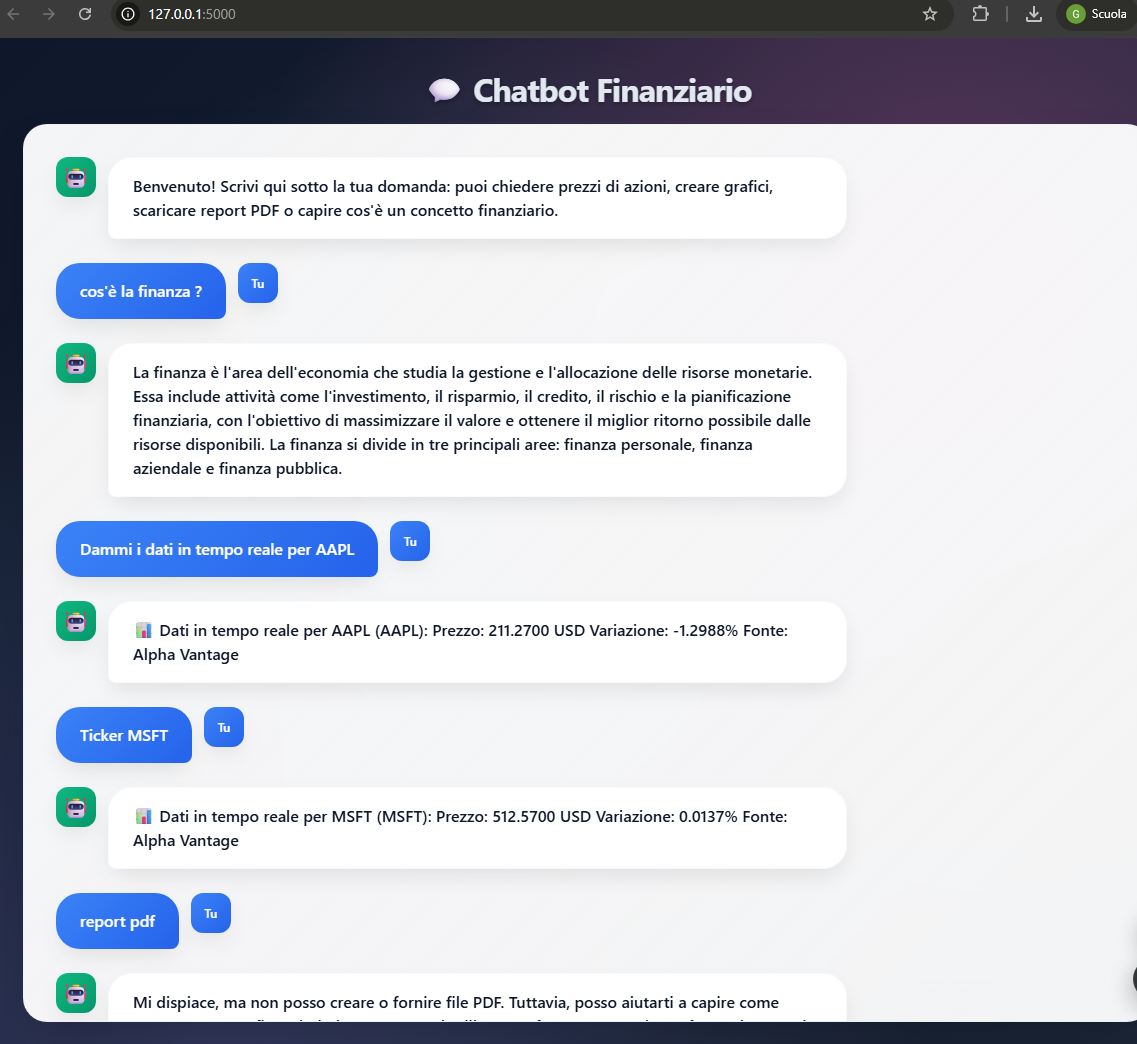 127.0.0.1:5000
G
Scuola
Chatbot Finanziario
Benvenuto! Scrivi qui sotto la tua domanda: puoi chiedere prezzi di azioni, creare grafici,
scaricare report PDF o capire cos'è un concetto finanziario.
cos'è la finanza ?
Tu
La finanza è l'area dell'economia che studia la gestione e l'allocazione delle risorse monetarie.
Essa include attività come l'investimento, il risparmio, il credito, il rischio e la pianificazione
finanziaria, con l'obiettivo di massimizzare il valore e ottenere il miglior ritorno possibile dalle
risorse disponibili. La finanza si divide in tre principali aree: finanza personale, finanza
aziendale e finanza pubblica.
Dammi i dati in tempo reale per AAPL
Tu
Dati in tempo reale per AAPL (AAPL): Prezzo: 211.2700 USD Variazione: -1.2988% Fonte:
Alpha Vantage
Ticker MSFT
Tu
Dati in tempo reale per MSFT (MSFT): Prezzo: 512.5700 USD Variazione: 0.0137% Fonte:
Alpha Vantage
report pdf
Tu
Mi dispiace, ma non posso creare o fornire file PDF. Tuttavia, posso aiutarti a capire come